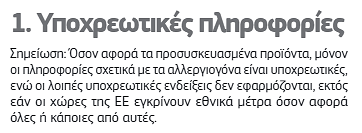 1. Υποχρεωτικές πληροφορίες
Σημείωση: Όσον αφορά τα προσυσκευασμένα προϊόντα, μόνον
οι πληροφορίες σχετικά με τα αλλεργιογόνα είναι υποχρεωτικές,
ενώ οι λοιπές υποχρεωτικές ενδείξεις δεν εφαρμόζονται, εκτός
εάν οι χώρες της ΕΕ εγκρίνουν εθνικά μέτρα όσον αφορά
όλες ή κάποιες από αυτές.